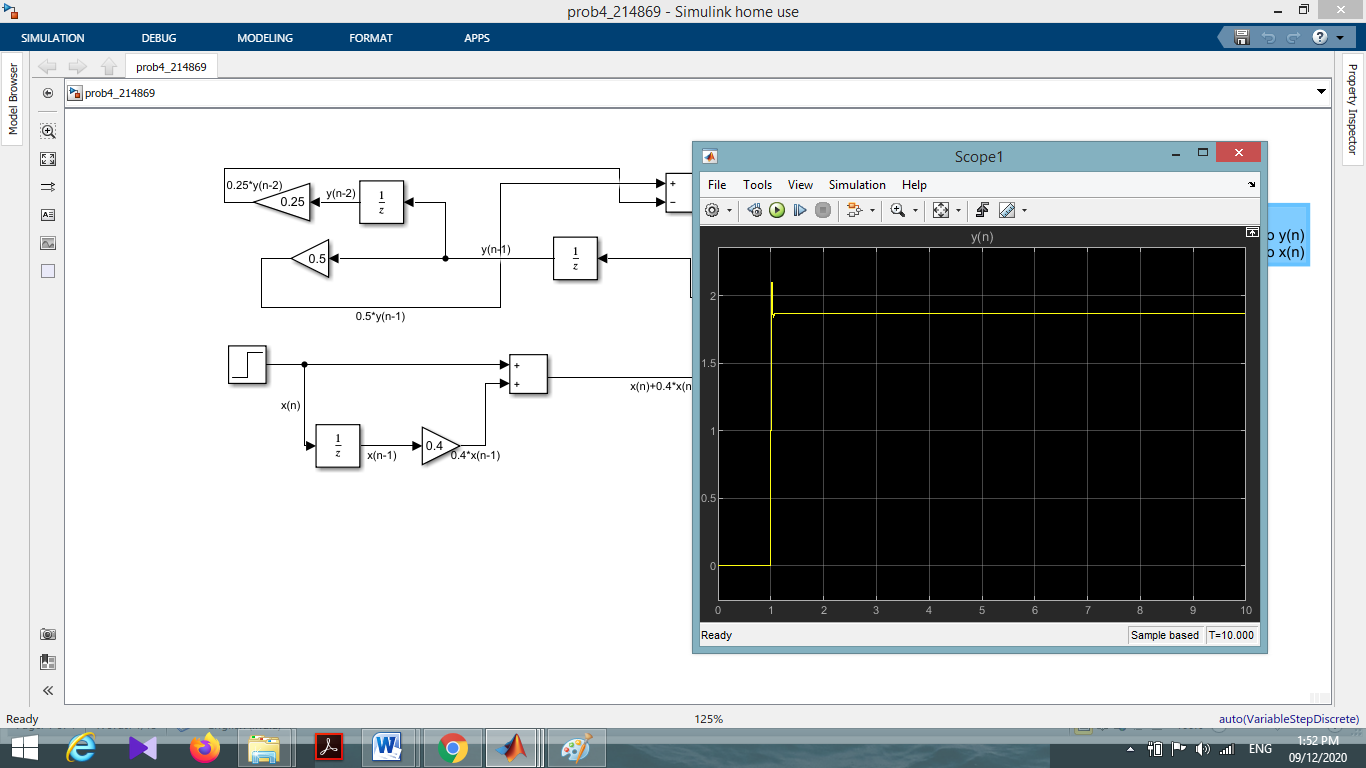 prob4_214869 - Simulink home use
SIMULATION DEBUG MODELING FORMAT APPS
prob4_214869
Model Browser
Property Inspector
prob4_214869
0.25*y(n-2)
0.25
y(n-2)
1
z
+
−
0.5
y(n-1)
1
z
0.5*y(n-1)
x(n)
+
+
x(n)+0.4*x(n
1
z
x(n-1)
0.4
0.4*x(n-1)
o y(n)
o x(n)
Scope1
File Tools View Simulation Help
y(n)
2
1.5
1
0.5
0
0 1 2 3 4 5 6 7 8 9 10
Ready
Sample based T=10.000
Ready
125%
auto(VariableStepDiscrete)
ENG
1:52 PM
09/12/2020